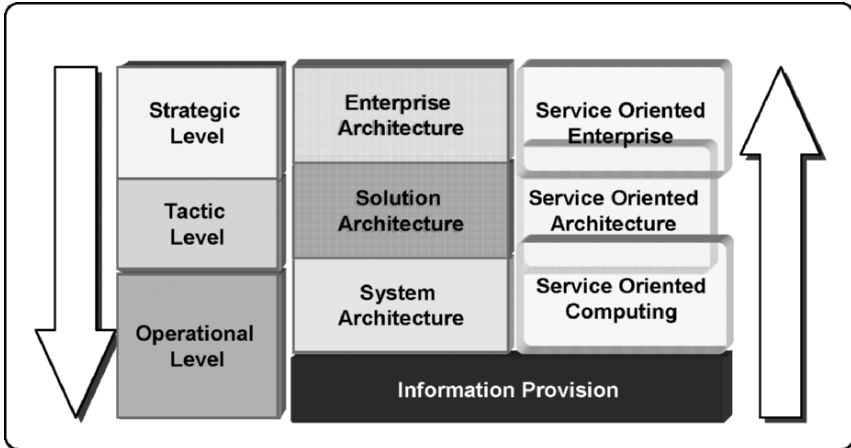 Strategic
Level
Tactic
Level
Operational
Level
Enterprise
Architecture
Solution
Architecture
System
Architecture
Service Oriented
Enterprise
Service Oriented
Architecture
Service Oriented
Computing
Information Provision